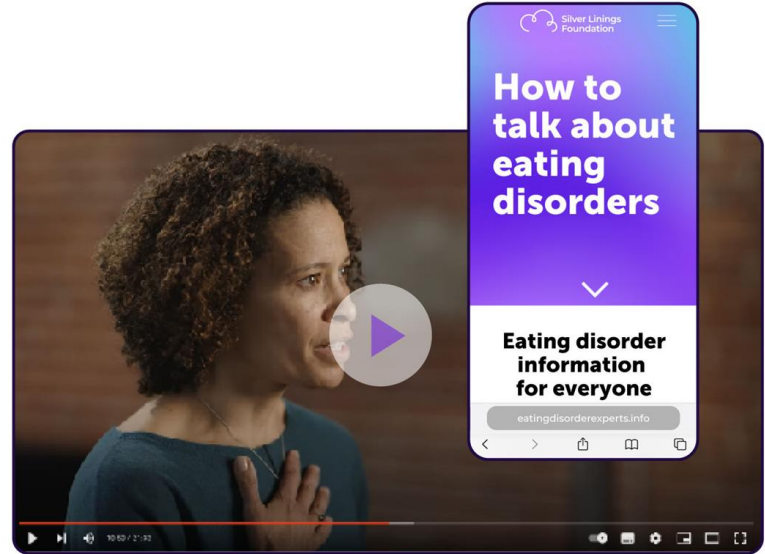 Silver Linings
Foundation
How to
talk about
eating
disorders
Eating disorder
information
for everyone
eatingdisorderexperts.info